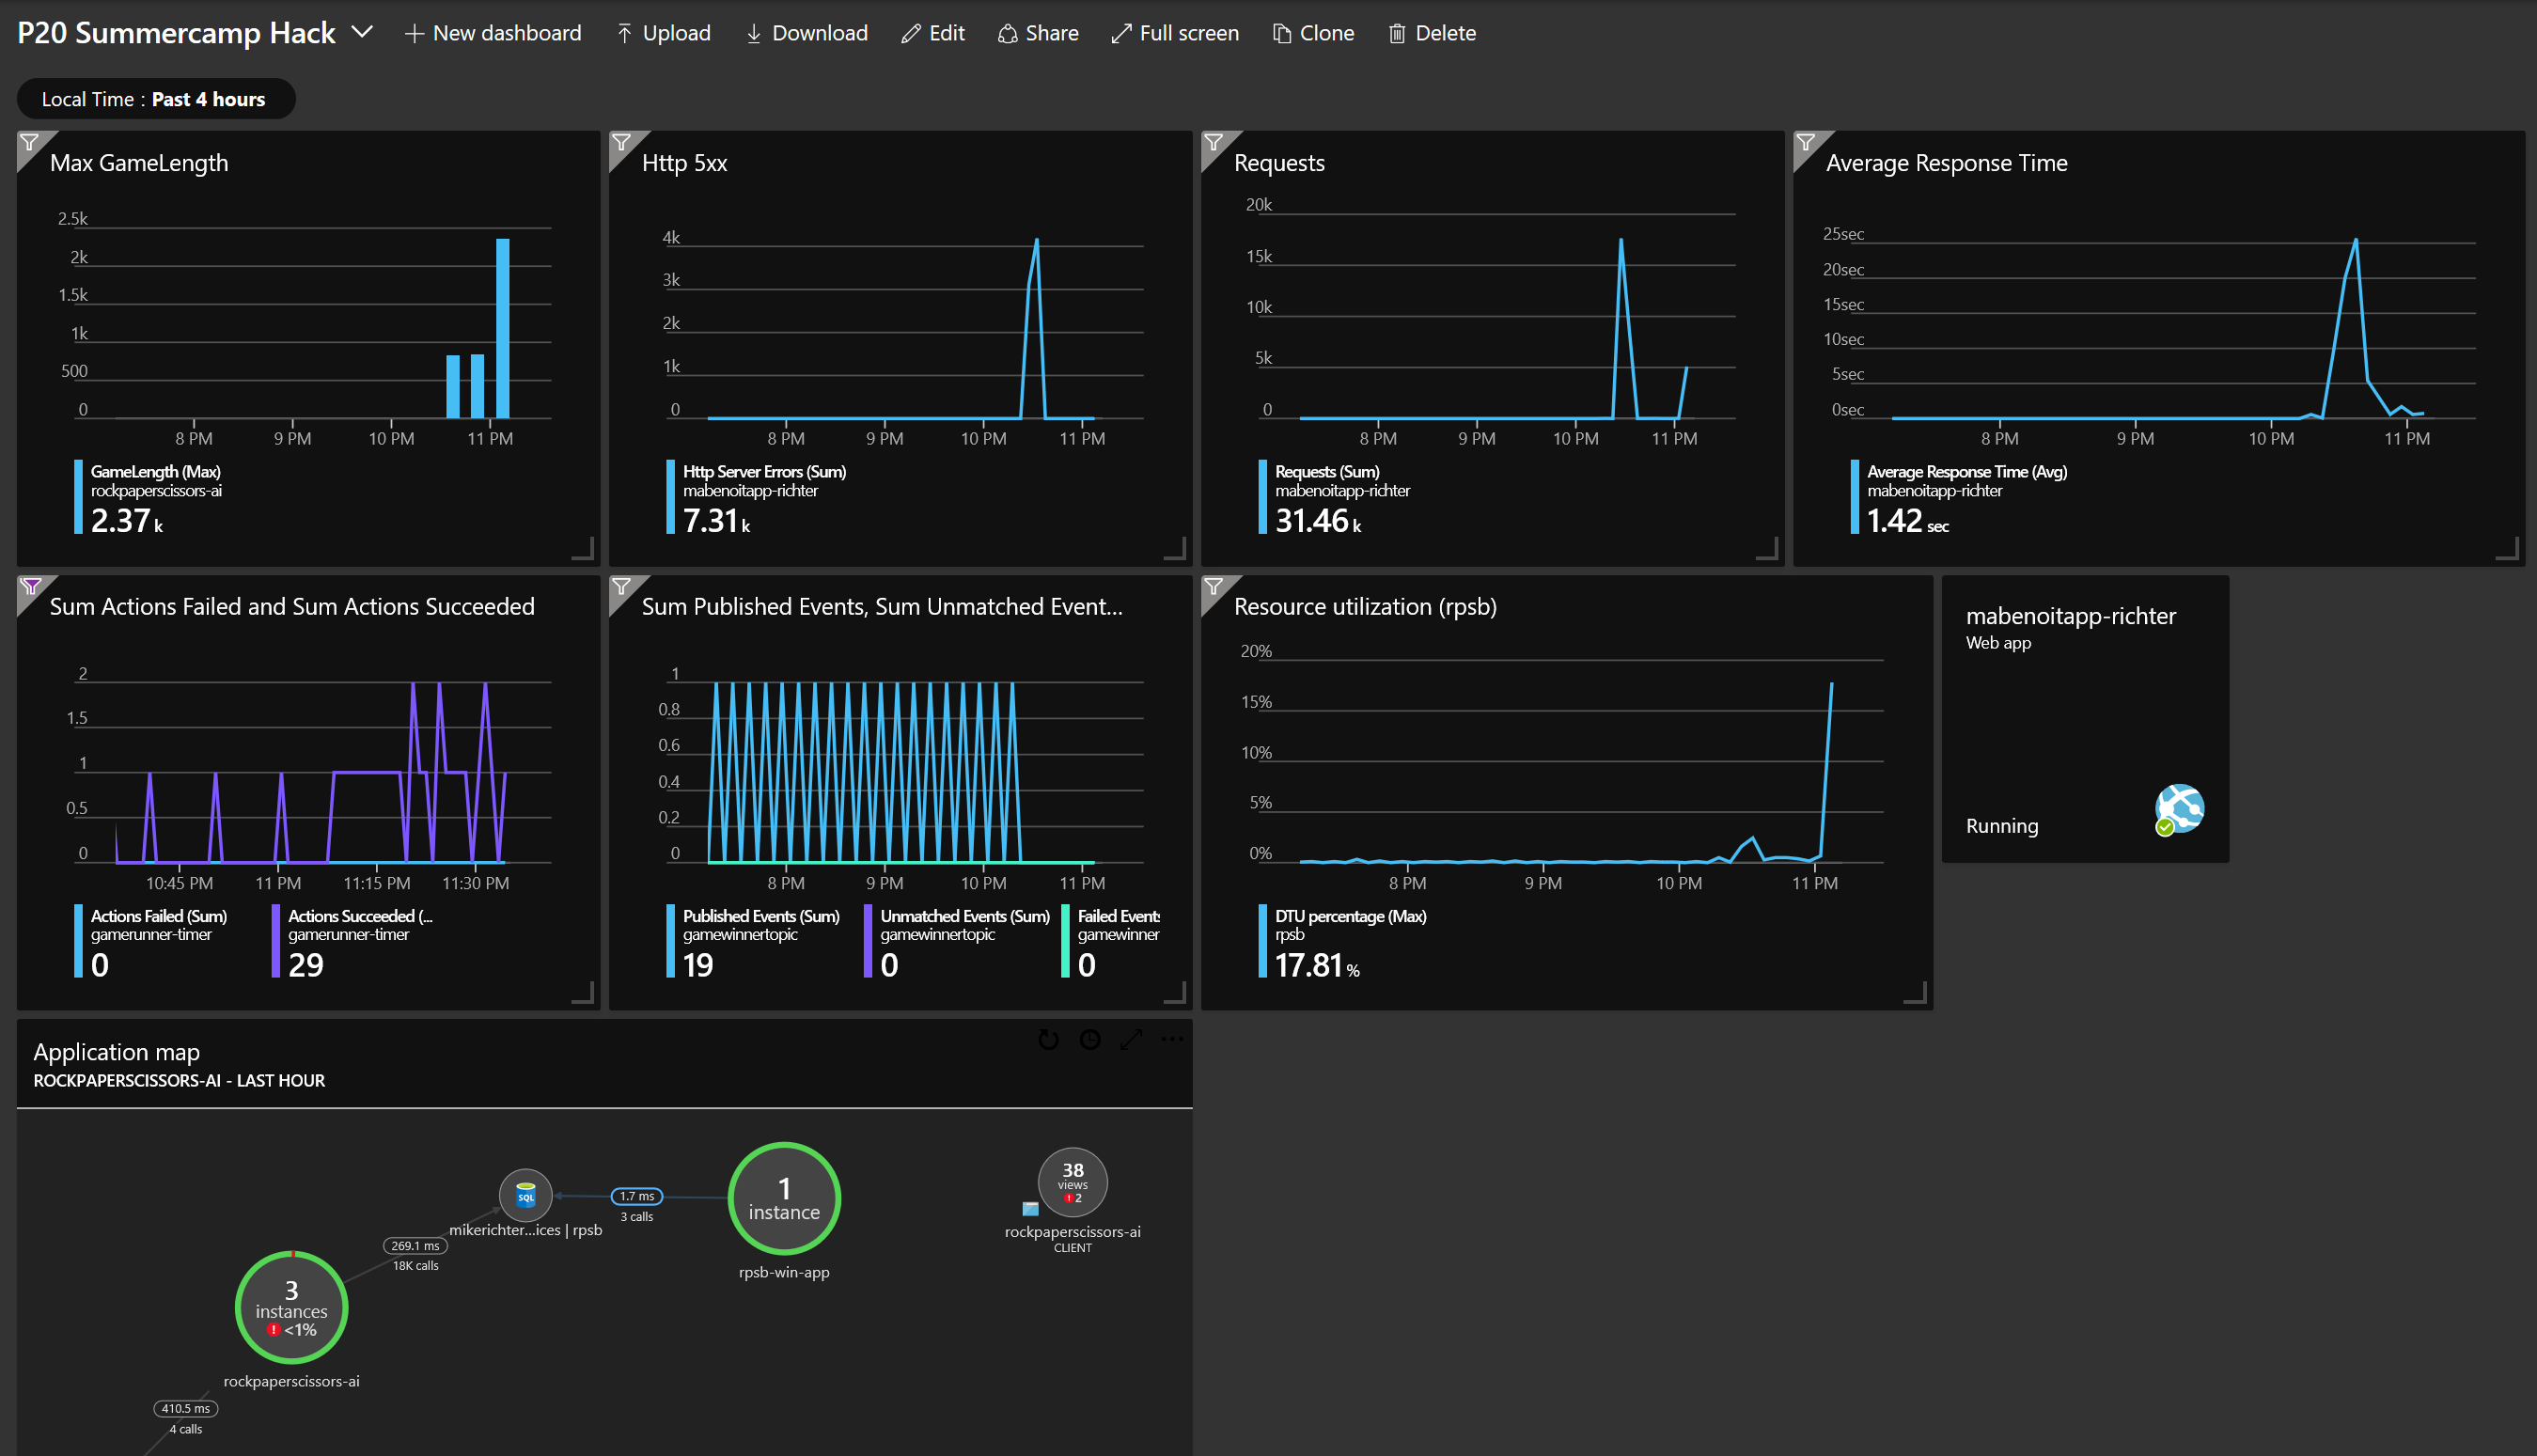 P20 Summercamp Hack
New dashboard
Upload
Download
Edit
Share
Full screen
Clone
Delete
Local Time : Past 4 hours
Max GameLength
2.5k
2k
1.5k
1k
500
0
8 PM
9 PM
10 PM
11 PM
GameLength (Max)
rockpaperscissors-ai
2.37 k
Http 5xx
4k
3k
2k
1k
0
8 PM
9 PM
10 PM
11 PM
Http Server Errors (Sum)
mabenoitapp-richter
7.31 k
Requests
20k
15k
10k
5k
0
8 PM
9 PM
10 PM
11 PM
Requests (Sum)
mabenoitapp-richter
31.46 k
Average Response Time
25sec
20sec
15sec
10sec
5sec
0sec
8 PM
9 PM
10 PM
11 PM
Average Response Time (Avg)
mabenoitapp-richter
1.42 sec
Sum Actions Failed and Sum Actions Succeeded
2
1.5
1
0.5
0
10:45 PM
11 PM
11:15 PM
11:30 PM
Actions Failed (Sum)
gamerunner-timer
0
Actions Succeeded (...
gamerunner-timer
29
Sum Published Events, Sum Unmatched Event...
1
0.8
0.6
0.4
0.2
0
8 PM
9 PM
10 PM
11 PM
Published Events (Sum)
gamewinnertopic
19
Unmatched Events (Sum)
gamewinnertopic
0
Failed Events
gamewinner
0
Resource utilization (rpsb)
20%
15%
10%
5%
0%
8 PM
9 PM
10 PM
11 PM
DTU percentage (Max)
rpsb
17.81 %
mabenoitapp-richter
Web app
Running
Application map
ROCKPAPERSCISSORS-AI - LAST HOUR
SQL
mikerichter...ices | rpsb
1.7 ms
3 calls
1
instance
rpsb-win-app
38
views
! 2
rockpaperscissors-ai
CLIENT
269.1 ms
18K calls
3
instances
! <1%
rockpaperscissors-ai
410.5 ms
4 calls